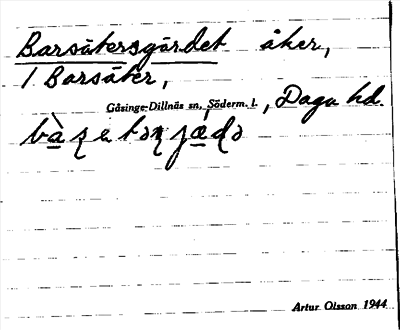 Barsätersgärdet åker,
I Barsäter,
Gåsinge-Dillnäs sn, Söderm. l., Daga hd.
Artur Olsson 1944